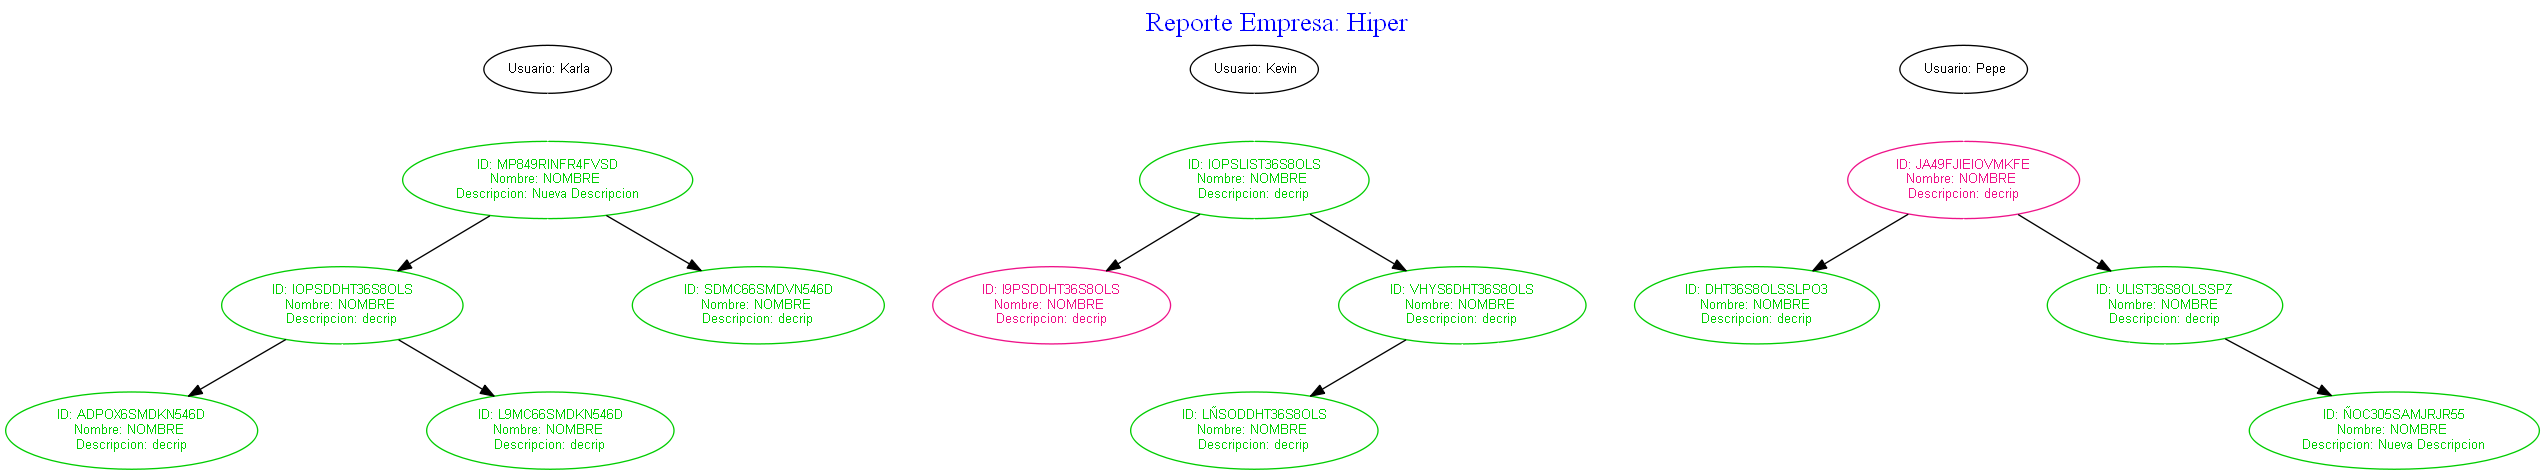 Reporte Empresa: Hiper
Usuario: Karla
Usuario: Kevin
Usuario: Pepe
ID: MP849RINFR4FVSD
Nombre: NOMBRE
Descripcion: Nueva Descripcion
ID: IOPSLIST36S8OLS
Nombre: NOMBRE
Descripcion: decrip
ID: JA49FJIEIOVMKFE
Nombre: NOMBRE
Descripcion: decrip
ID: IOPSDDHT36S8OLS
Nombre: NOMBRE
Descripcion: decrip
ID: SDMC66SMDVN546D
Nombre: NOMBRE
Descripcion: decrip
ID: I9PSDDHT36S8OLS
Nombre: NOMBRE
Descripcion: decrip
ID: VHYS6DHT36S8OLS
Nombre: NOMBRE
Descripcion: decrip
ID: DHT36S8OLSSLPO3
Nombre: NOMBRE
Descripcion: decrip
ID: ULIST36S8OLSSPZ
Nombre: NOMBRE
Descripcion: decrip
ID: ADPOX6SMDKN546D
Nombre: NOMBRE
Descripcion: decrip
ID: L9MC66SMDKN546D
Nombre: NOMBRE
Descripcion: decrip
ID: LÑSODDHT36S8OLS
Nombre: NOMBRE
Descripcion: decrip
ID: ÑOC305SAMJRJR55
Nombre: NOMBRE
Descripcion: Nueva Descripcion